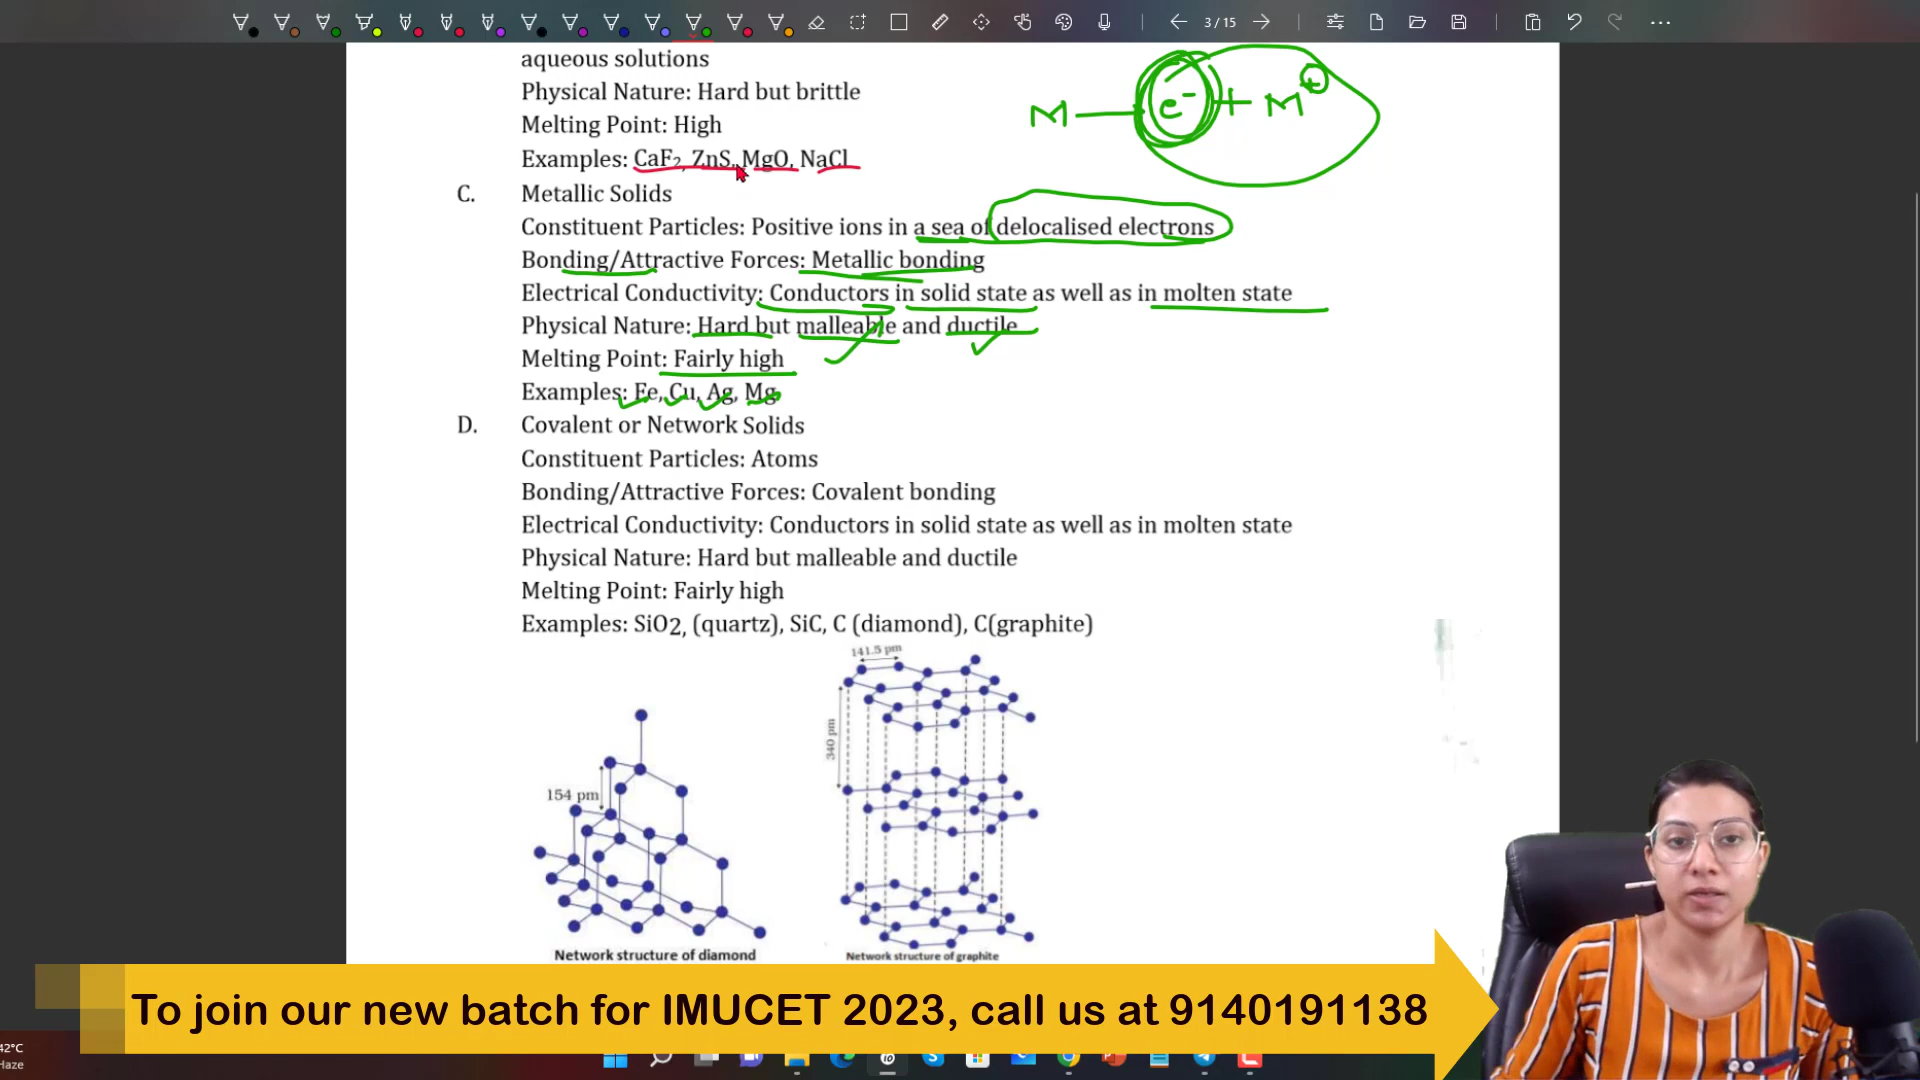 3 / 15
aqueous solutions
Physical Nature: Hard but brittle
Melting Point: High
Examples: CaF₂, ZnS, MgO, NaCl
M — e⁻ + M⁺
C. Metallic Solids
Constituent Particles: Positive ions in a sea of delocalised electrons
Bonding/Attractive Forces: Metallic bonding
Electrical Conductivity: Conductors in solid state as well as in molten state
Physical Nature: Hard but malleable and ductile
Melting Point: Fairly high
Examples: Fe, Cu, Ag, Mg
D. Covalent or Network Solids
Constituent Particles: Atoms
Bonding/Attractive Forces: Covalent bonding
Electrical Conductivity: Conductors in solid state as well as in molten state
Physical Nature: Hard but malleable and ductile
Melting Point: Fairly high
Examples: SiO2, (quartz), SiC, C (diamond), C(graphite)
141.5 pm
340 pm
154 pm
Network structure of diamond
Network structure of graphite
To join our new batch for IMUCET 2023, call us at 9140191138
42°C
Haze